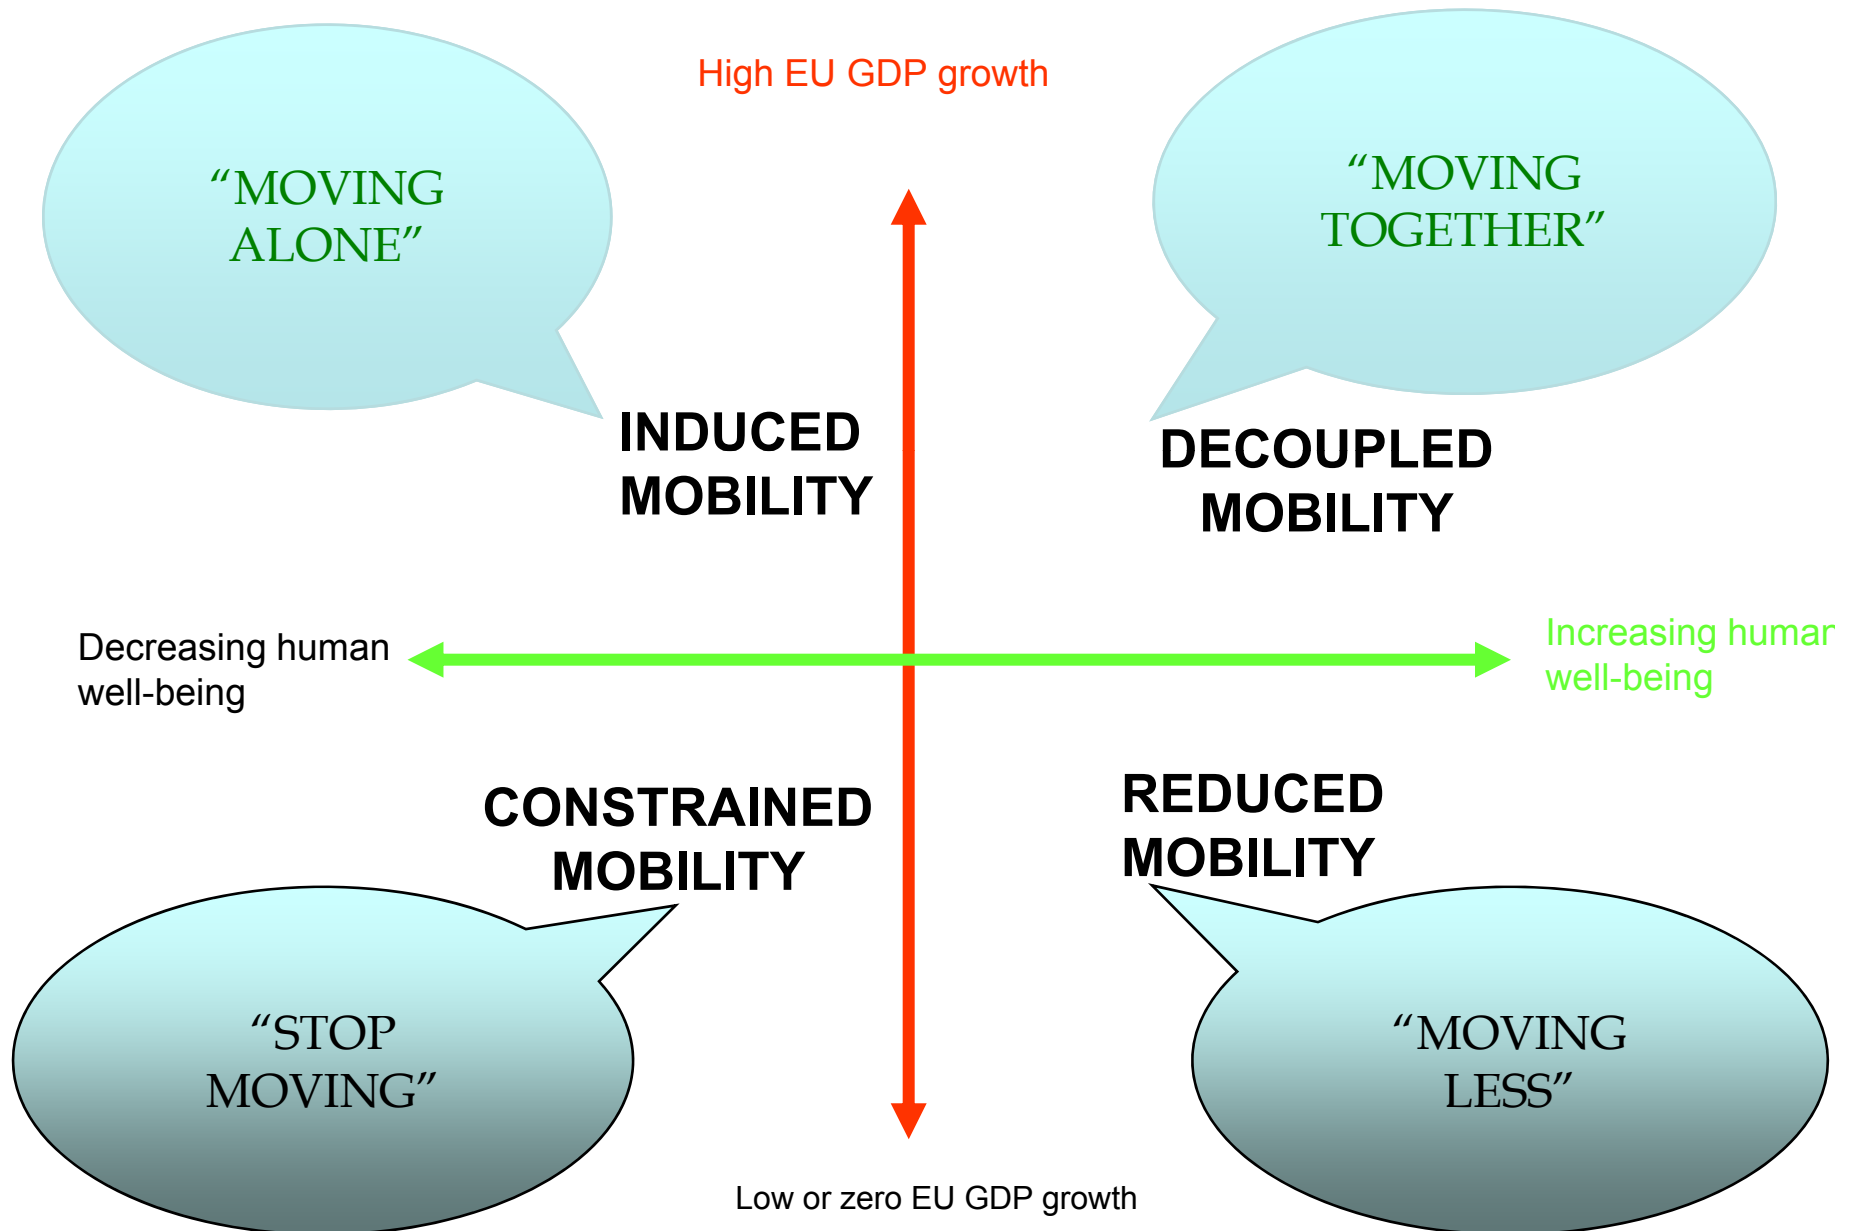 High EU GDP growth
“MOVING
ALONE”
“MOVING
TOGETHER”
INDUCED
MOBILITY
DECOUPLED
MOBILITY
Decreasing human
well-being
Increasing human
well-being
CONSTRAINED
MOBILITY
REDUCED
MOBILITY
“STOP
MOVING”
“MOVING
LESS”
Low or zero EU GDP growth